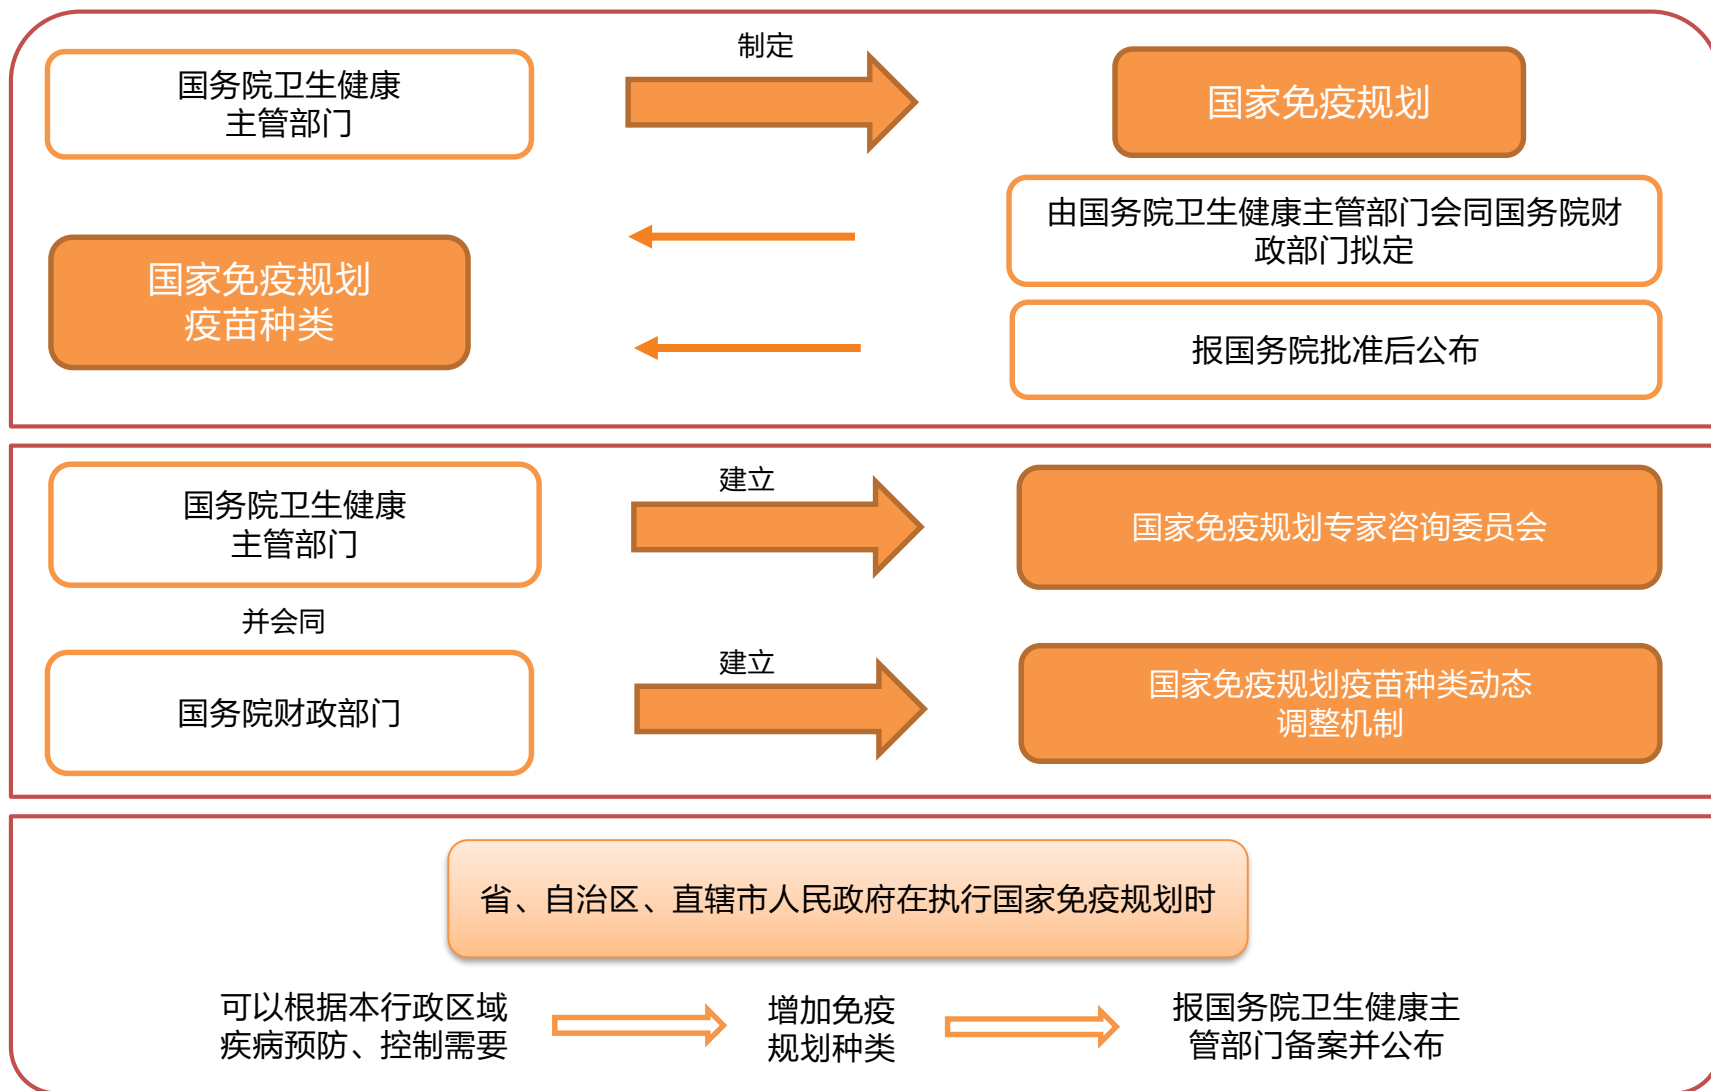 国务院卫生健康
主管部门
制定
国家免疫规划
由国务院卫生健康主管部门会同国务院财
政部门拟定
国家免疫规划
疫苗种类
报国务院批准后公布
国务院卫生健康
主管部门
建立
国家免疫规划专家咨询委员会
并会同
国务院财政部门
建立
国家免疫规划疫苗种类动态
调整机制
省、自治区、直辖市人民政府在执行国家免疫规划时
可以根据本行政区域
疾病预防、控制需要
增加免疫
规划种类
报国务院卫生健康主
管部门备案并公布